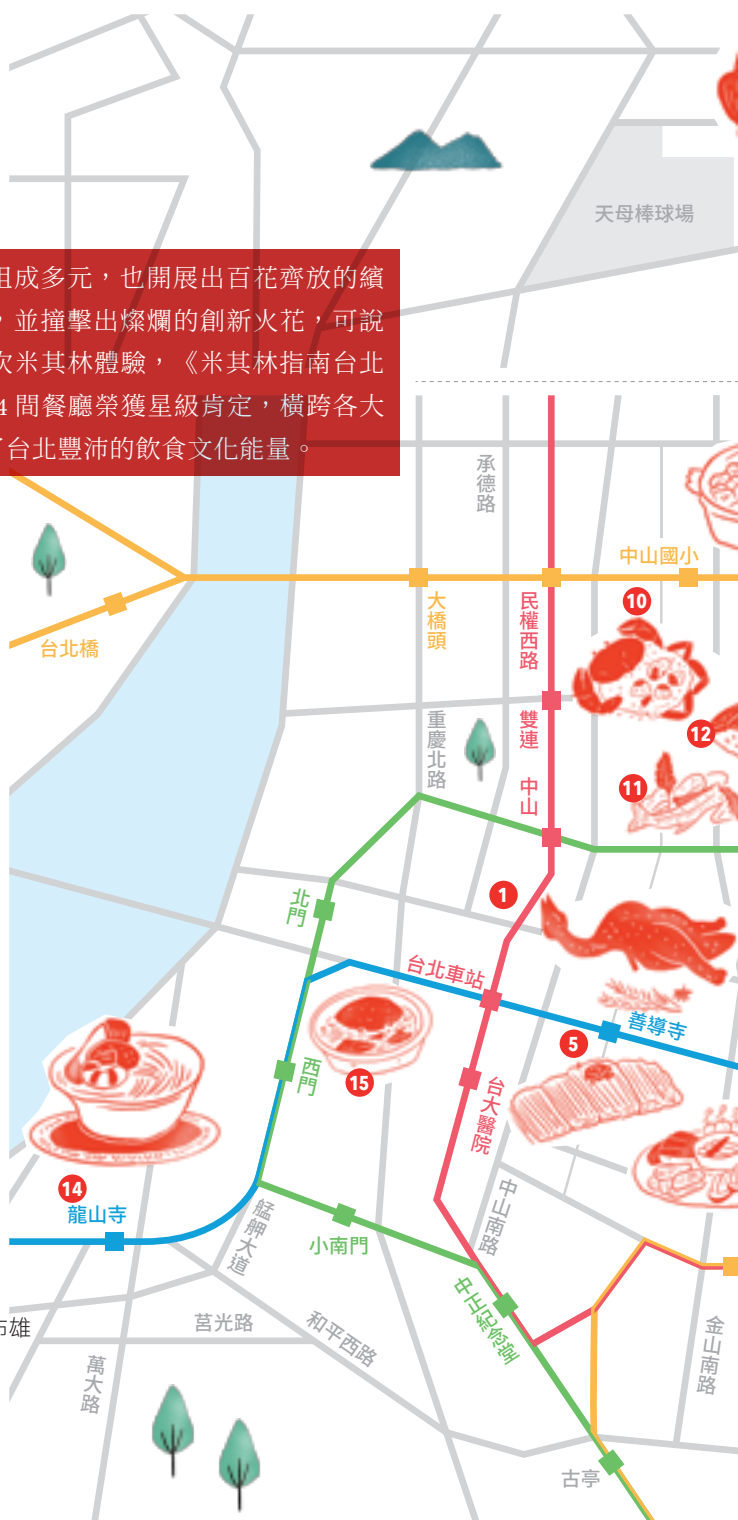 天母棒球場
組成多元，也開展出百花齊放的繽
，並撞擊出燦爛的創新火花，可說
次米其林體驗，《米其林指南台北
4 間餐廳榮獲星級肯定，橫跨各大
了台北豐沛的飲食文化能量。
承德路
中山國小
大橋頭
民權西路
10
台北橋
重慶北路
雙連
12
中山
11
1
北門
台北車站
善導寺
5
西門
15
台大醫院
14
龍山寺
艋舺大道
小南門
中山南路
中正紀念堂
莒光路
和平西路
市雄
萬大路
金山南路
古亭